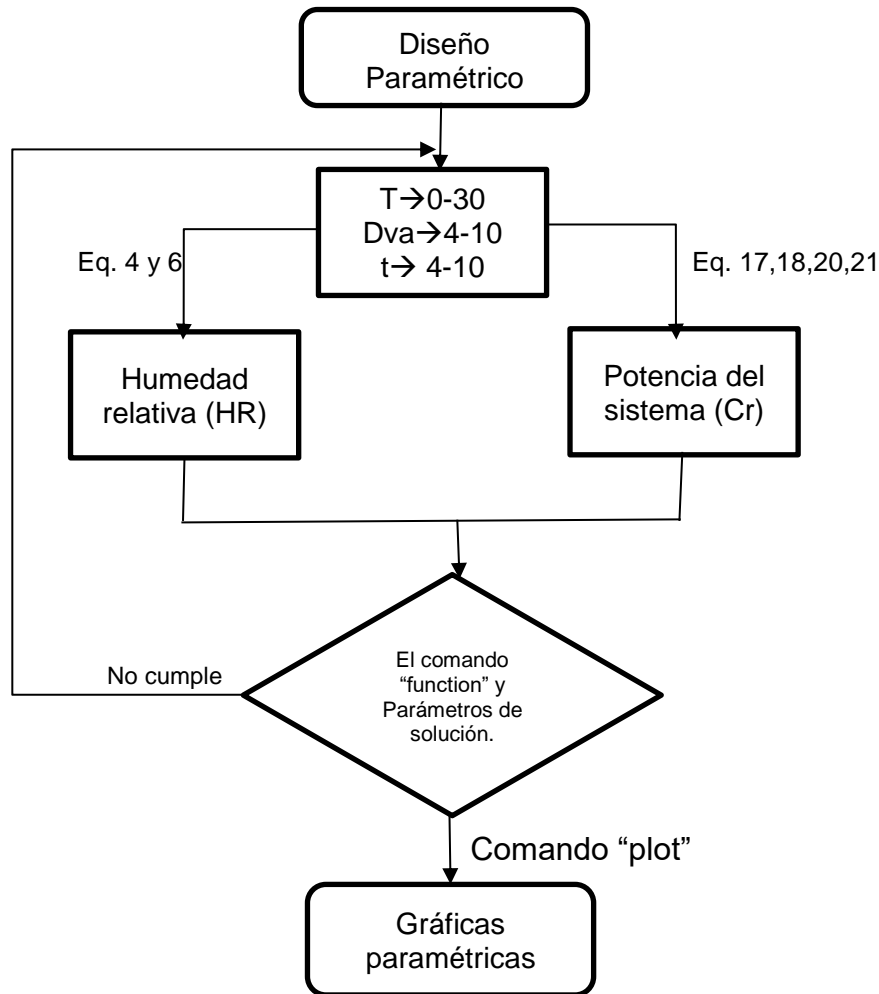 Diseño
Paramétrico
T→0-30
Dva→4-10
t→ 4-10
Eq. 4 y 6
Eq. 17,18,20,21
Humedad
relativa (HR)
Potencia del
sistema (Cr)
El comando
“function” y
Parámetros de
solución.
No cumple
Comando “plot”
Gráficas
paramétricas